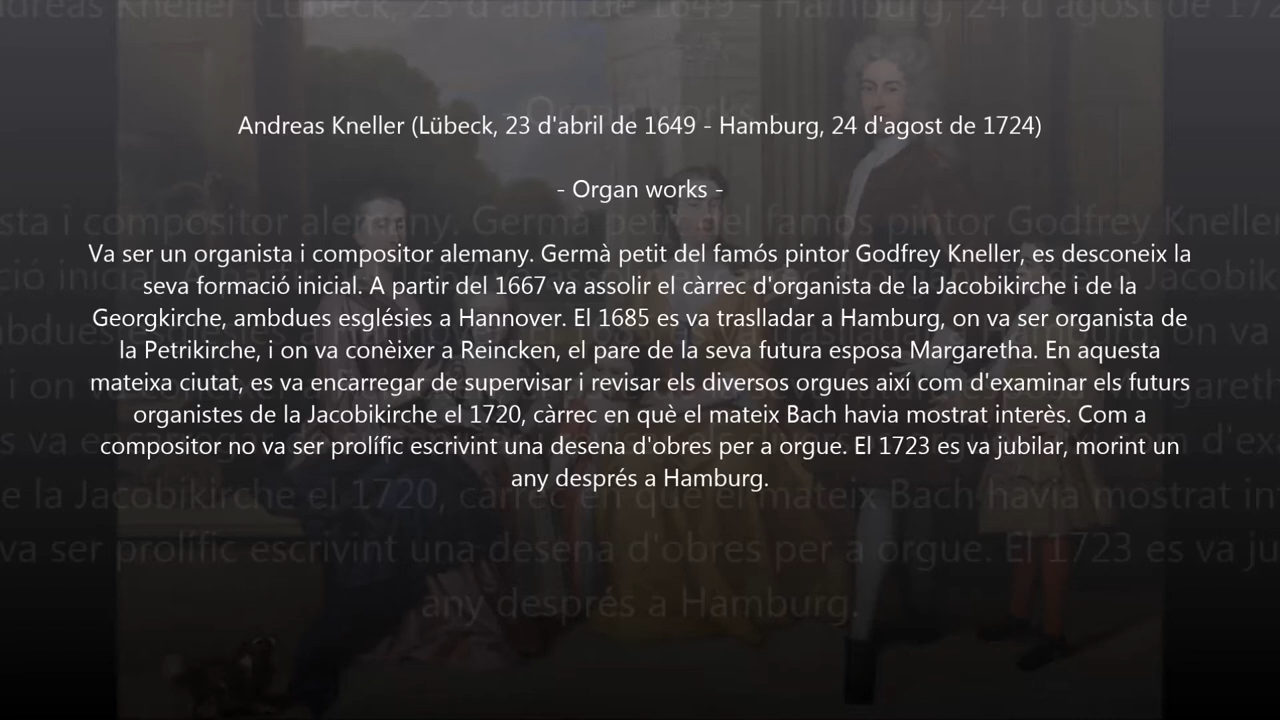 Andreas Kneller (Lübeck, 23 d'abril de 1649 - Hamburg, 24 d'agost de 1724)
- Organ works -
Va ser un organista i compositor alemany. Germà petit del famós pintor Godfrey Kneller, es desconeix la
seva formació inicial. A partir del 1667 va assolir el càrrec d'organista de la Jacobikirche i de la
Georgkirche, ambdues esglésies a Hannover. El 1685 es va traslladar a Hamburg, on va ser organista de
la Petrikirche, i on va conèixer a Reincken, el pare de la seva futura esposa Margaretha. En aquesta
mateixa ciutat, es va encarregar de supervisar i revisar els diversos orgues així com d'examinar els futurs
organistes de la Jacobikirche el 1720, càrrec en què el mateix Bach havia mostrat interès. Com a
compositor no va ser prolífic escrivint una desena d'obres per a orgue. El 1723 es va jubilar, morint un
any després a Hamburg.